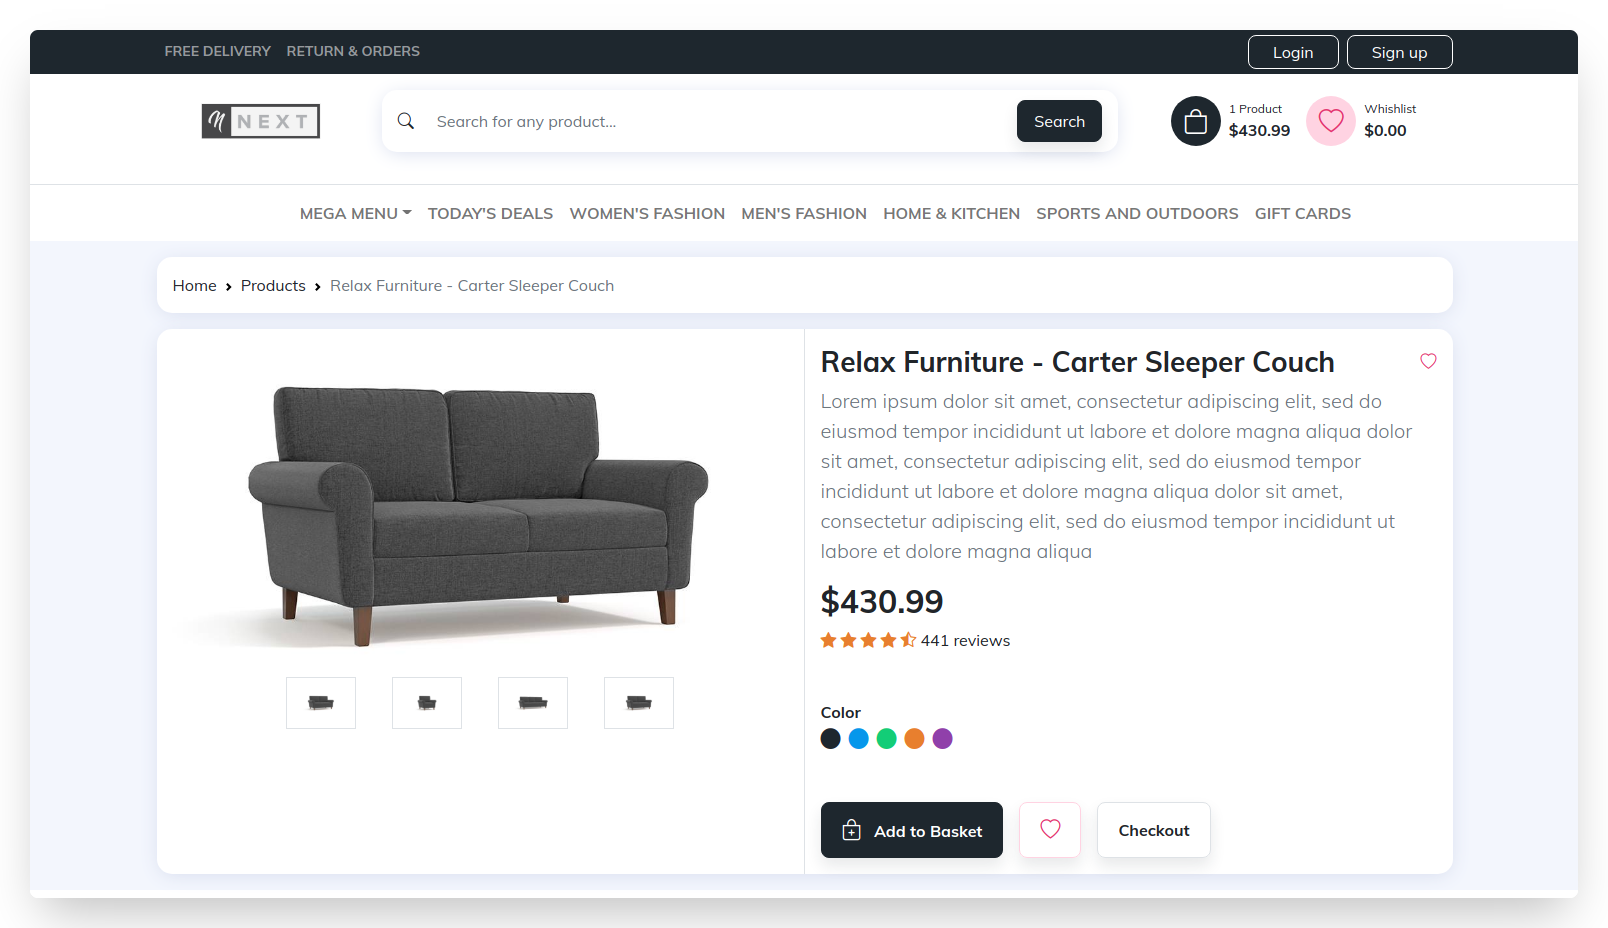 FREE DELIVERY RETURN & ORDERS Login Sign up
NEXT
Search for any product...
Search
1 Product
$430.99
Whishlist
$0.00
MEGA MENU TODAY'S DEALS WOMEN'S FASHION MEN'S FASHION HOME & KITCHEN SPORTS AND OUTDOORS GIFT CARDS
Home › Products › Relax Furniture - Carter Sleeper Couch
Relax Furniture - Carter Sleeper Couch
Lorem ipsum dolor sit amet, consectetur adipiscing elit, sed do
eiusmod tempor incididunt ut labore et dolore magna aliqua dolor
sit amet, consectetur adipiscing elit, sed do eiusmod tempor
incididunt ut labore et dolore magna aliqua dolor sit amet,
consectetur adipiscing elit, sed do eiusmod tempor incididunt ut
labore et dolore magna aliqua
$430.99
441 reviews
Color
Add to Basket
Checkout